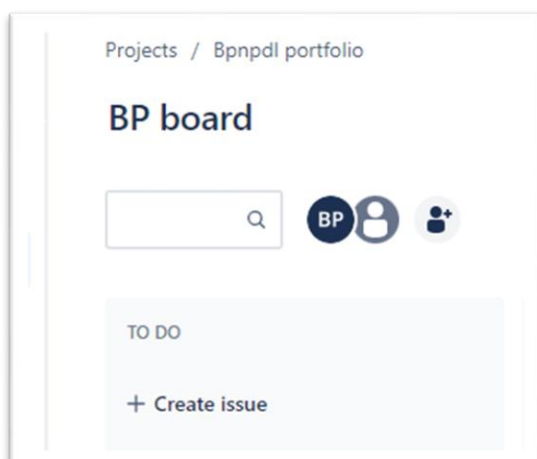 Projects / Bpnpdl portfolio
BP board
BP
TO DO
+ Create issue